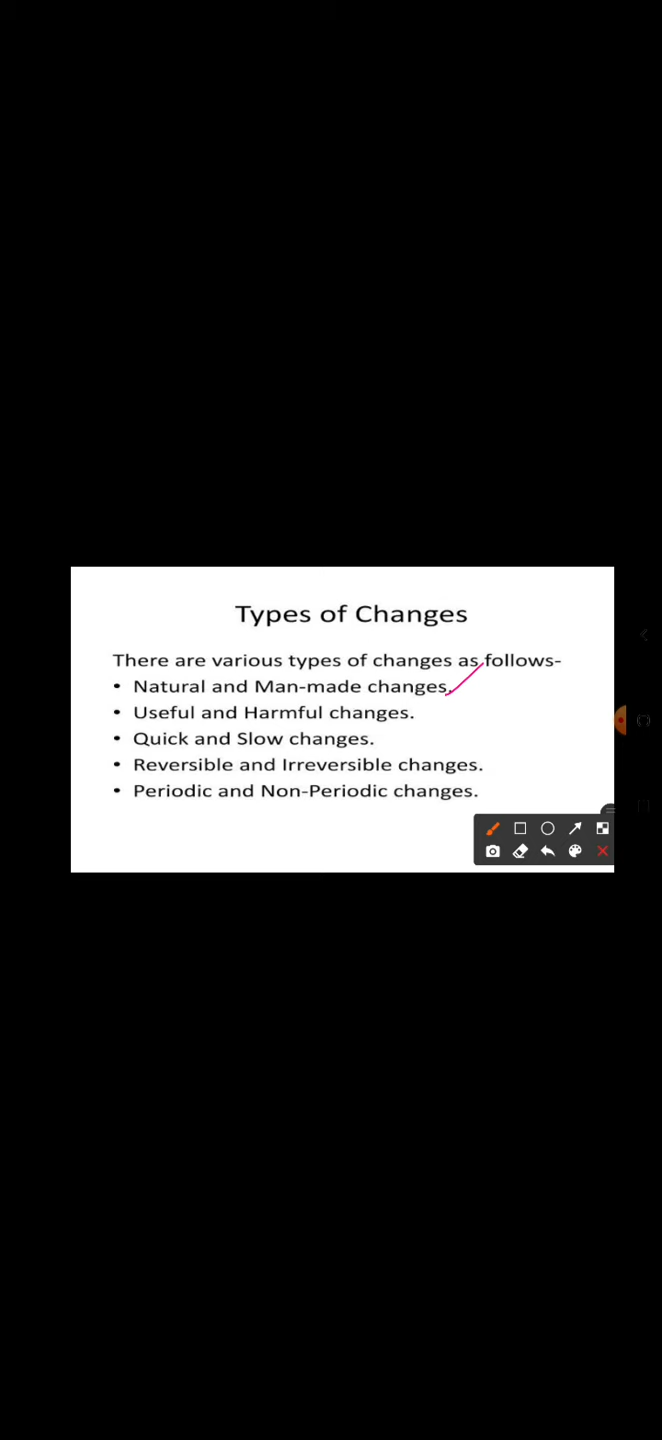 Types of Changes
There are various types of changes as follows-
• Natural and Man-made changes.
• Useful and Harmful changes.
• Quick and Slow changes.
• Reversible and Irreversible changes.
• Periodic and Non-Periodic changes.